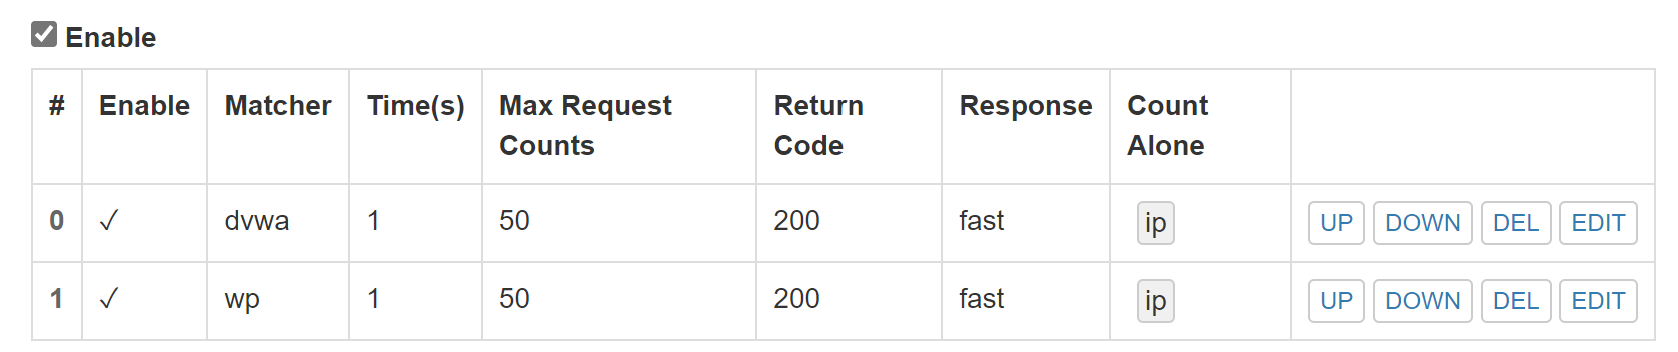 Enable
# Enable Matcher Time(s) Max Request Counts Return Code Response Count Alone
0 ✓ dvwa 1 50 200 fast ip UP DOWN DEL EDIT
1 ✓ wp 1 50 200 fast ip UP DOWN DEL EDIT